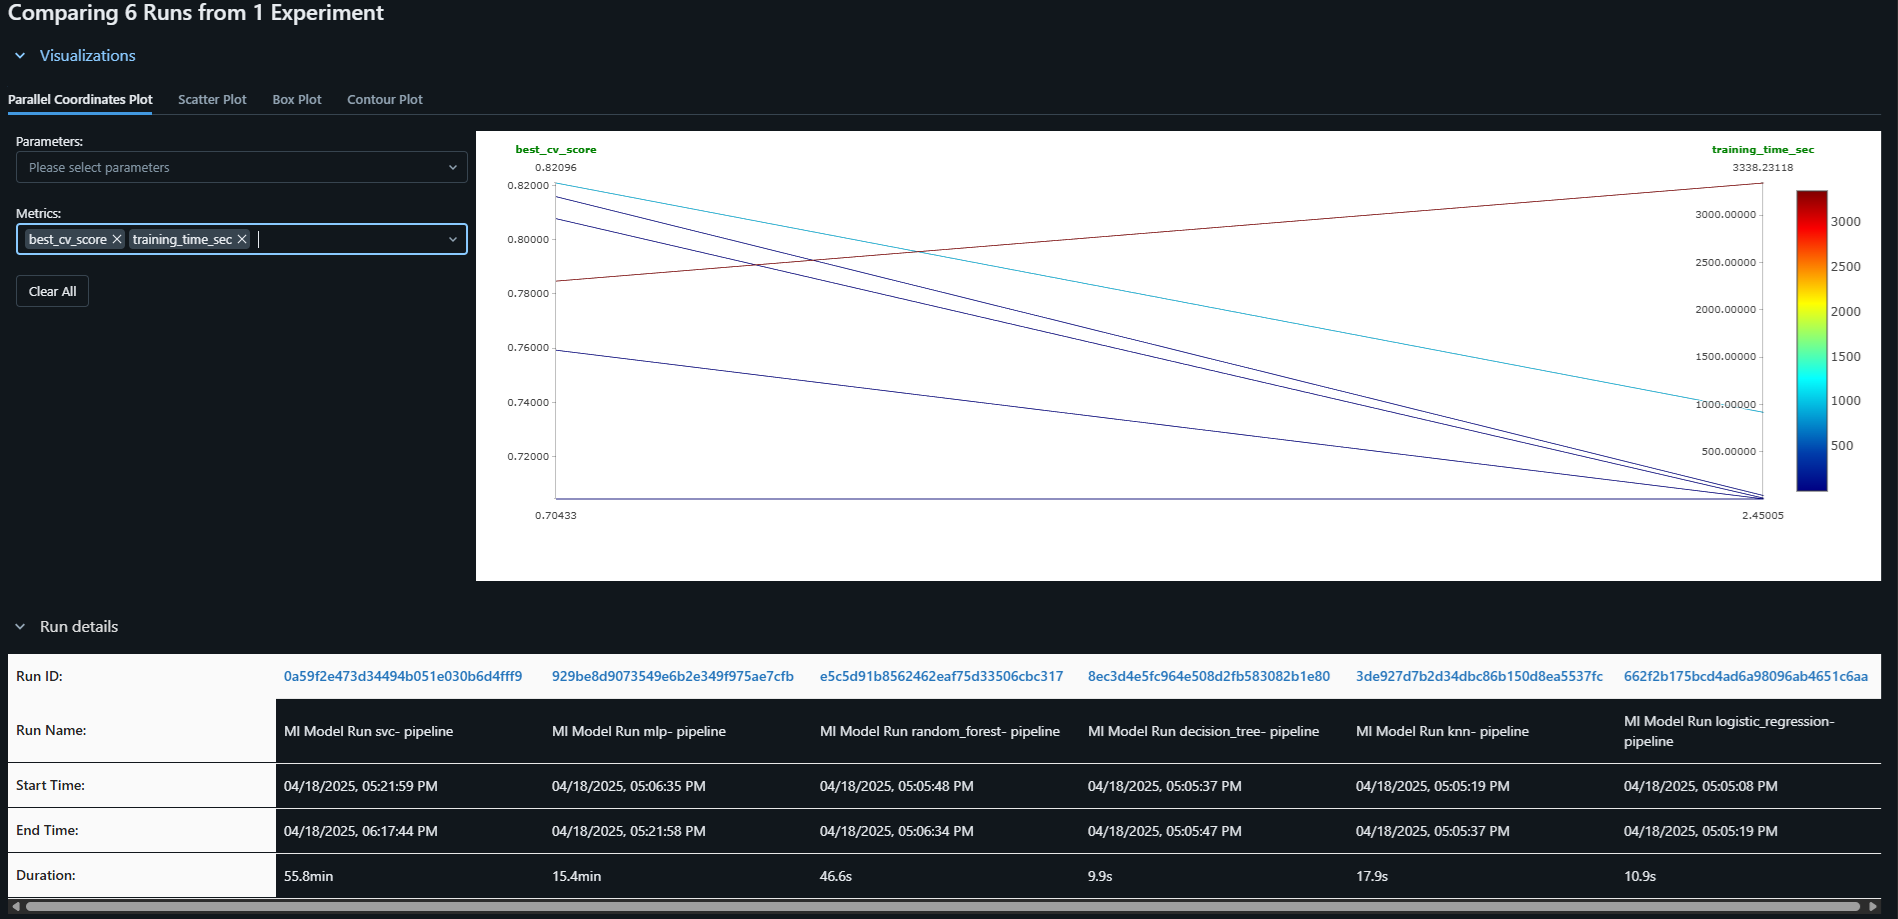 Comparing 6 Runs from 1 Experiment
Visualizations
Parallel Coordinates Plot Scatter Plot Box Plot Contour Plot
Parameters:
Please select parameters
Metrics:
best_cv_score training_time_sec
Clear All
best_cv_score
0.82096
0.82000
0.80000
0.78000
0.76000
0.74000
0.72000
0.70433
training_time_sec
3338.23118
3000.00000
2500.00000
2000.00000
1500.00000
1000.00000
500.00000
2.45005
3000
2500
2000
1500
1000
500
Run details
Run ID: 0a59f2e473d34494b051e030b6d4fff9 929be8d9073549e6b2e349f975ae7cfb e5c5d91b8562462eaf75d33506cbc317 8ec3d4e5fc964e508d2fb583082b1e80 3de927d7b2d34dbc86b150d8ea5537fc 662f2b175bcd4ad6a98096ab4651c6aa
Run Name: MI Model Run svc- pipeline MI Model Run mlp- pipeline MI Model Run random_forest- pipeline MI Model Run decision_tree- pipeline MI Model Run knn- pipeline MI Model Run logistic_regression-
pipeline
Start Time: 04/18/2025, 05:21:59 PM 04/18/2025, 05:06:35 PM 04/18/2025, 05:05:48 PM 04/18/2025, 05:05:37 PM 04/18/2025, 05:05:19 PM 04/18/2025, 05:05:08 PM
End Time: 04/18/2025, 06:17:44 PM 04/18/2025, 05:21:58 PM 04/18/2025, 05:06:34 PM 04/18/2025, 05:05:47 PM 04/18/2025, 05:05:37 PM 04/18/2025, 05:05:19 PM
Duration: 55.8min 15.4min 46.6s 9.9s 17.9s 10.9s